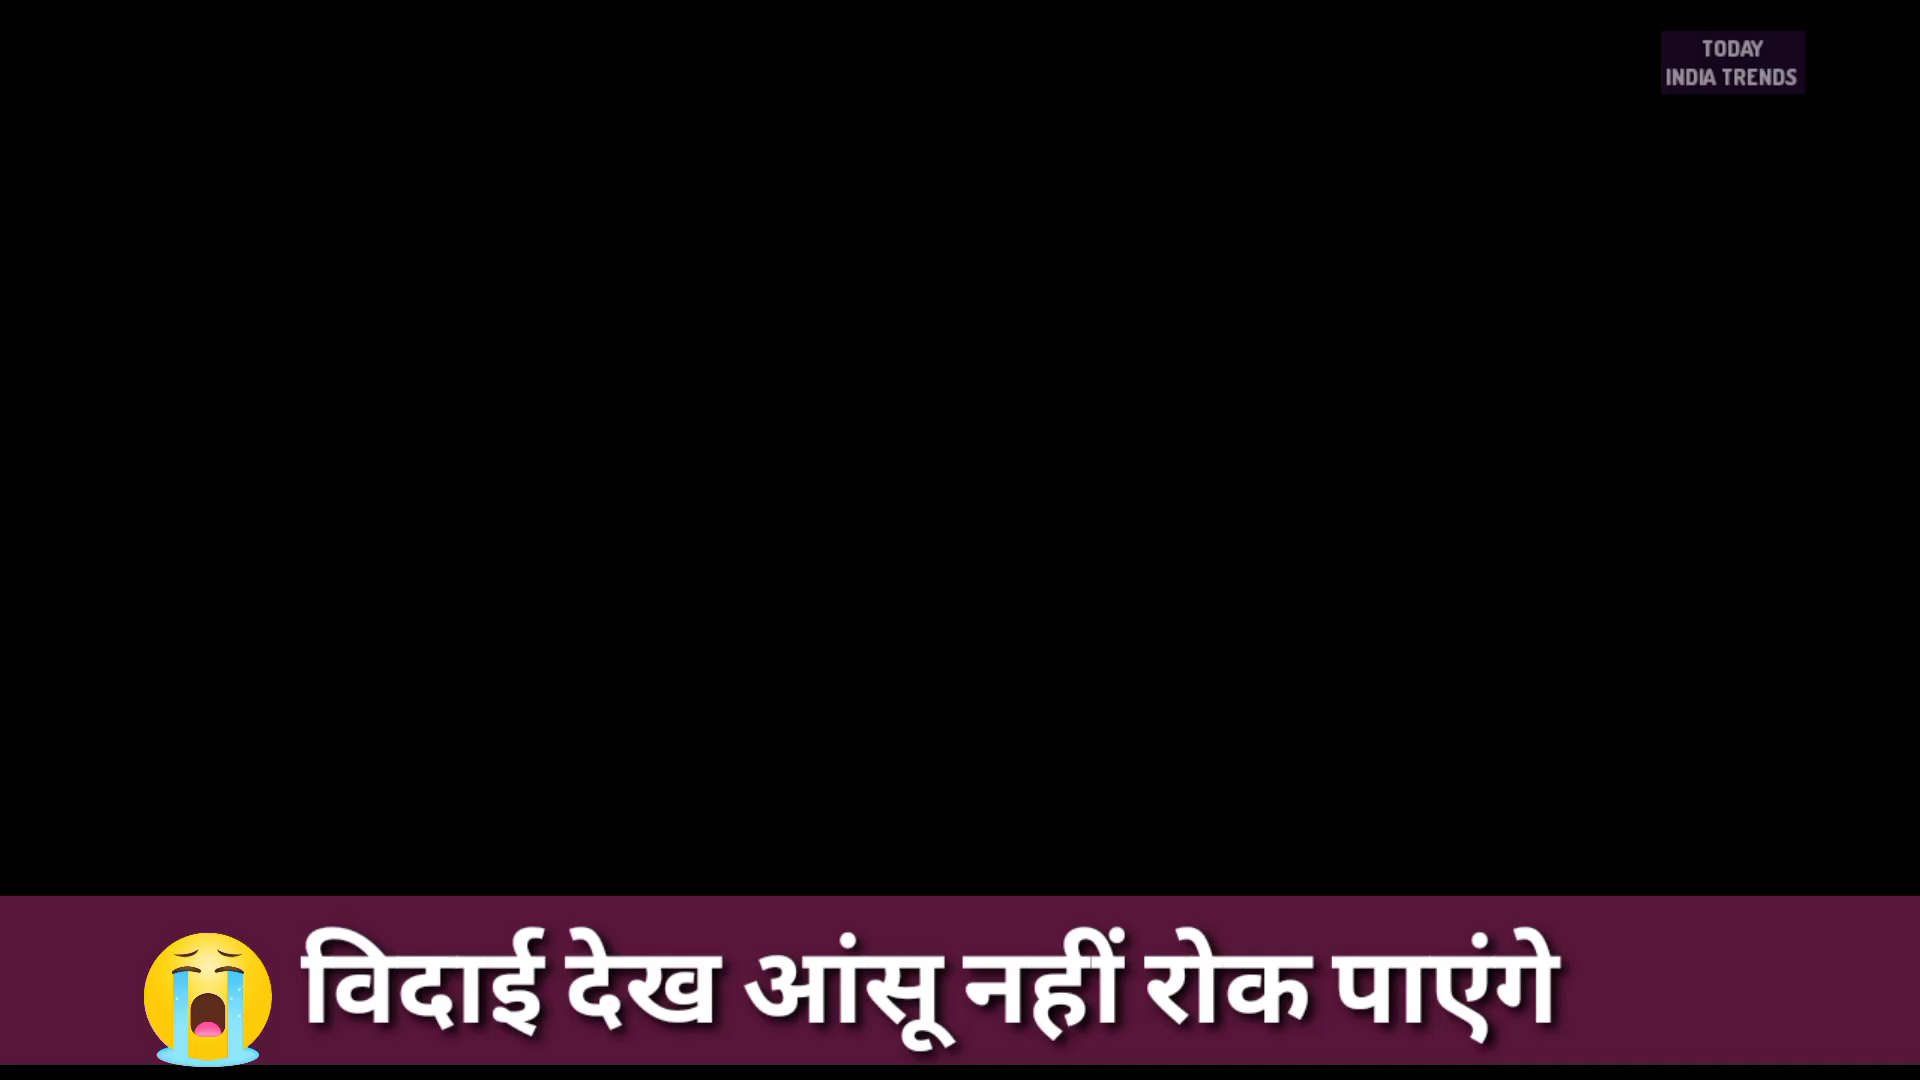 TODAY
INDIA TRENDS
विदाई देख आंसू नहीं रोक पाएंगे